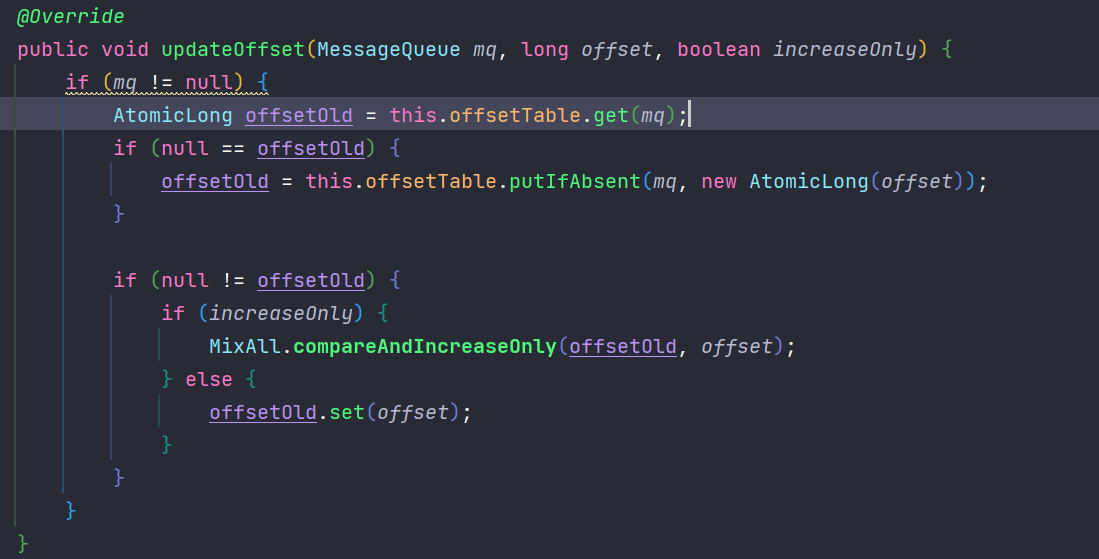 @Override
public void updateOffset(MessageQueue mq, long offset, boolean increaseOnly) {
    if (mq != null) {
        AtomicLong offsetOld = this.offsetTable.get(mq);
        if (null == offsetOld) {
            offsetOld = this.offsetTable.putIfAbsent(mq, new AtomicLong(offset));
        }

        if (null != offsetOld) {
            if (increaseOnly) {
                MixAll.compareAndIncreaseOnly(offsetOld, offset);
            } else {
                offsetOld.set(offset);
            }
        }
    }
}